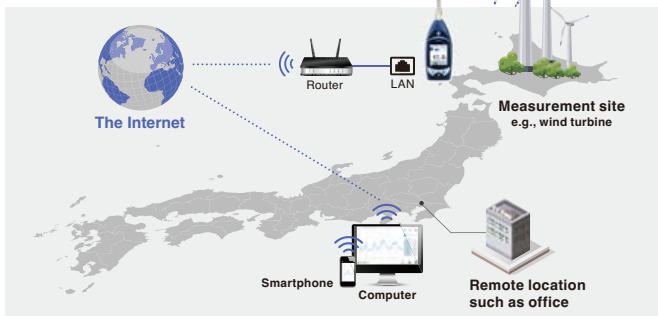 Router
LAN
The Internet
Measurement site
e.g., wind turbine
Smartphone
Computer
Remote location
such as office